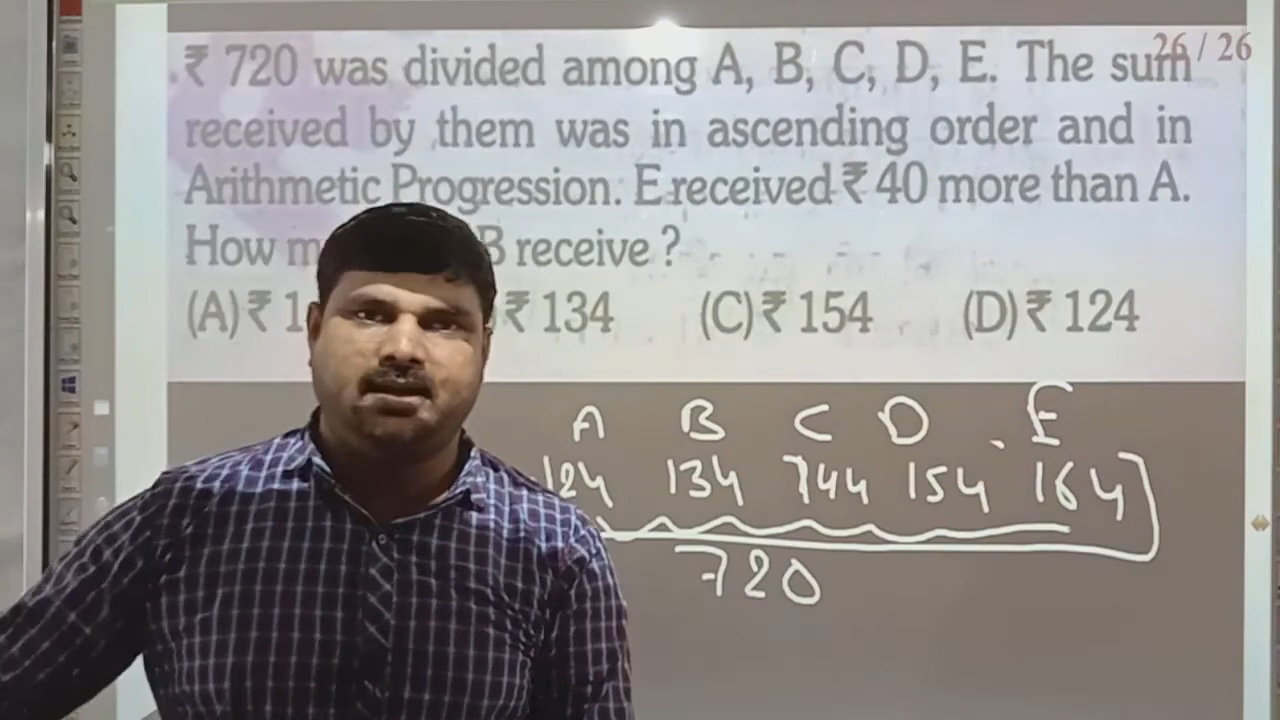 26 / 26
₹ 720 was divided among A, B, C, D, E. The sum
received by them was in ascending order and in
Arithmetic Progression. E received ₹ 40 more than A.
How B receive ?
(A) ₹ ₹ 134 (C) ₹ 154 (D) ₹ 124
A B C D E
124 134 144 154 164
720